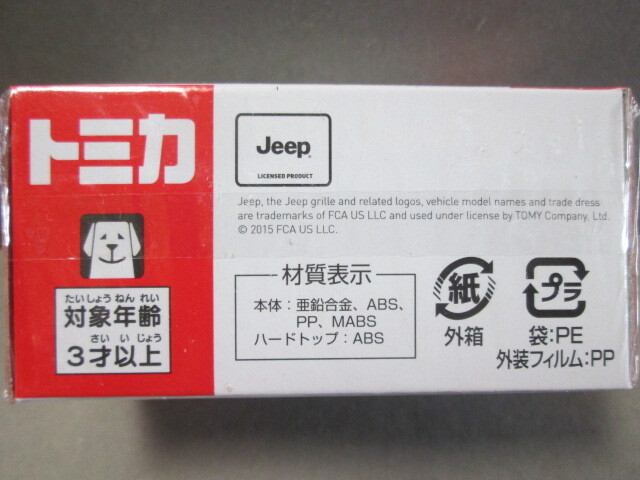 トミカ
たいしょう ねん れい
対象年齢
さい い じょう
3才以上
Jeep®
LICENSED PRODUCT
Jeep, the Jeep grille and related logos, vehicle model names and trade dress
are trademarks of FCA US LLC and used under license by TOMY Company, Ltd.
© 2015 FCA US LLC.
材質表示
本体：亜鉛合金、ABS、
PP、MABS
ハードトップ：ABS
紙
外箱
プラ
袋：PE
外装フィルム：PP